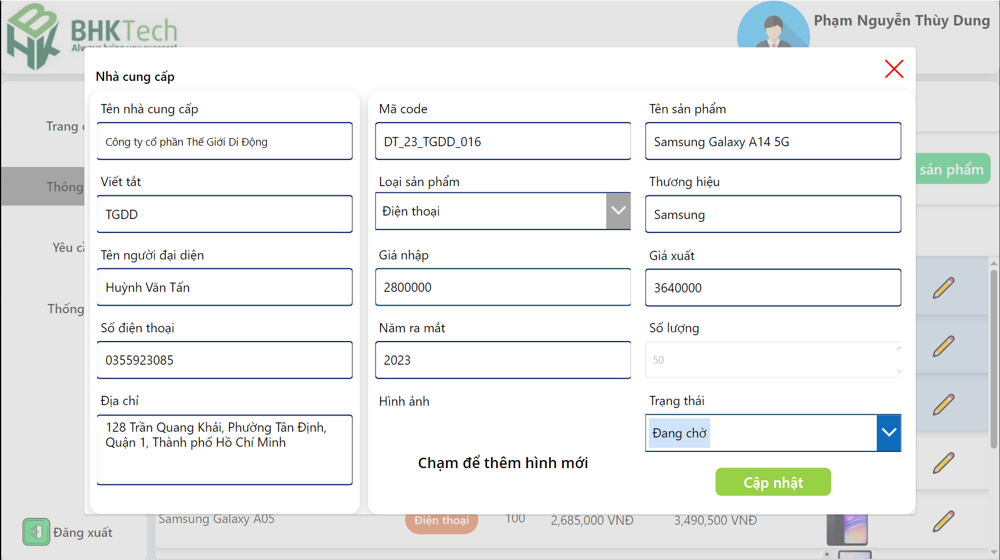 BHKTech
Always bring you success!
Phạm Nguyễn Thùy Dung
Trang c
Thông
Yêu cầ
Thống
Đăng xuất
sản phẩm
Nhà cung cấp
Tên nhà cung cấp
Công ty cổ phần Thế Giới Di Động
Viết tắt
TGDD
Tên người đại diện
Huỳnh Văn Tấn
Số điện thoại
0355923085
Địa chỉ
128 Trần Quang Khải, Phường Tân Định,
Quận 1, Thành phố Hồ Chí Minh
Mã code
DT_23_TGDD_016
Loại sản phẩm
Điện thoại
Giá nhập
2800000
Năm ra mắt
2023
Hình ảnh
Chạm để thêm hình mới
Tên sản phẩm
Samsung Galaxy A14 5G
Thương hiệu
Samsung
Giá xuất
3640000
Số lượng
50
Trạng thái
Đang chờ
Cập nhật
Samsung Galaxy A05
Điện thoại
100
2,685,000 VNĐ
3,490,500 VNĐ